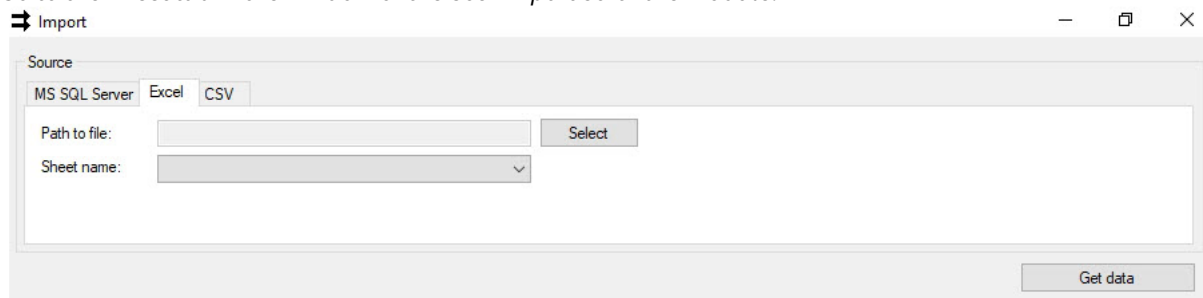 Import
Source
MS SQL Server Excel CSV
Path to file: Select
Sheet name:
Get data